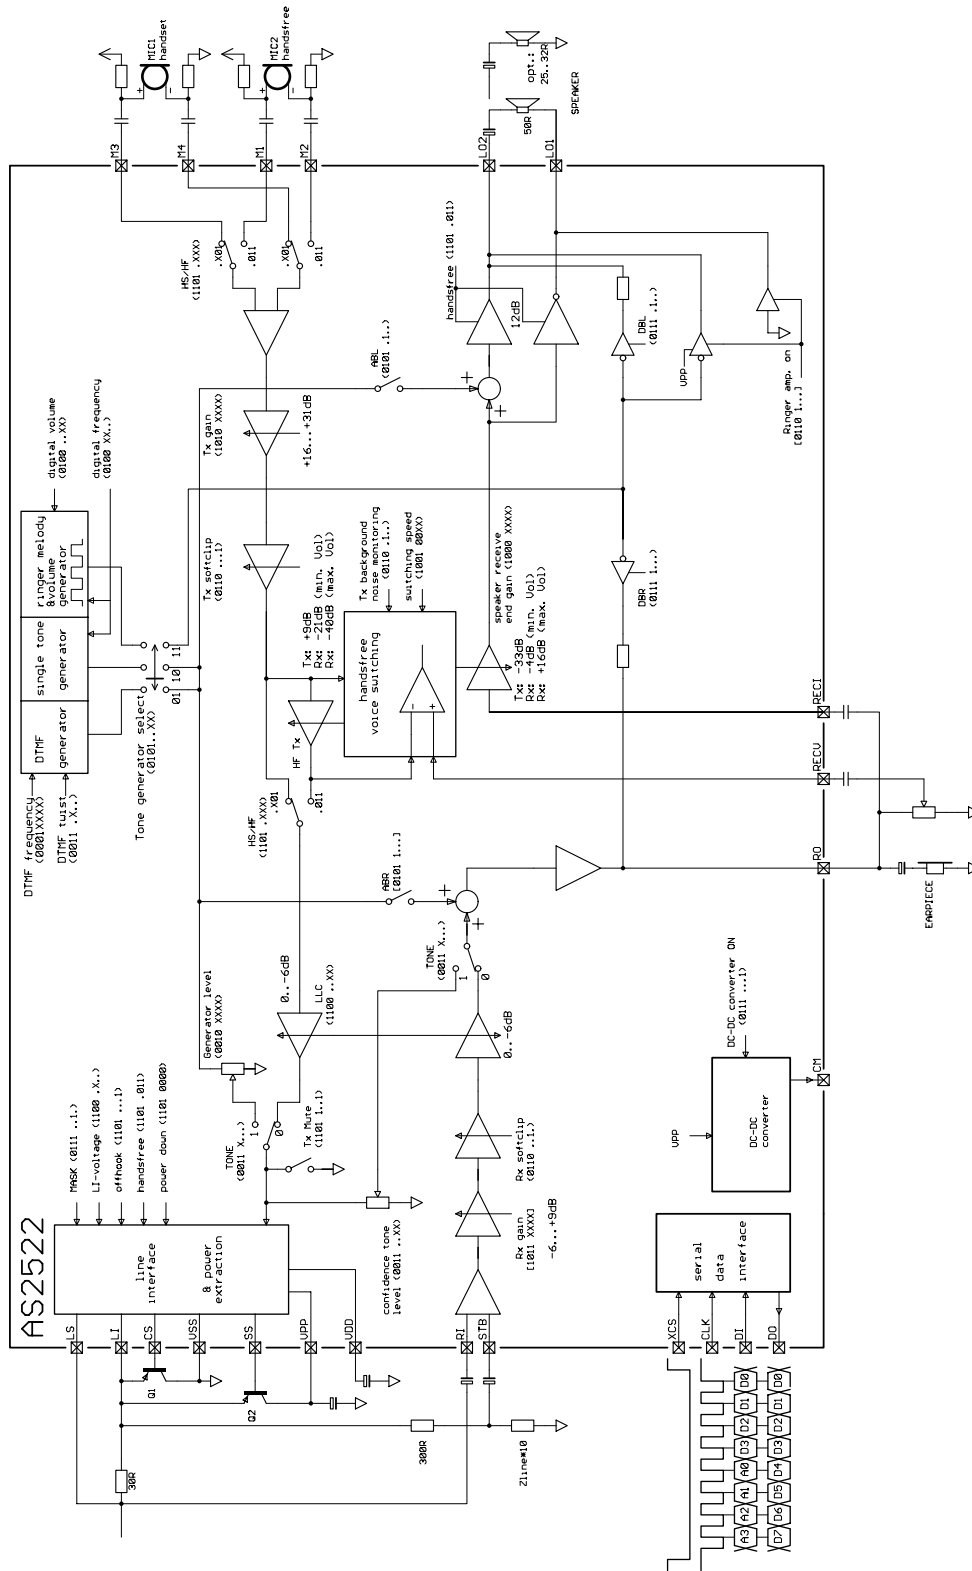 AS2522
MIC1
handset
MIC2
handsfree
+
-
+
-
M3
M4
M1
M2
opt.:
25..32R
50R
SPEAKER
LO2
LO1
HS/HF
(1101 .XXX)
.X01
.011
.X01
.011
handsfree (1101 .011)
12dB
DBL
(0111 .1..)
VPP
Ringer amp. on
[0110 1...]
ABL
(0101 .1..)
+
+
Tx gain
(1010 XXXX)
+16...+31dB
digital volume
(0100 ..XX)
digital frequency
(0100 XX..)
ringer melody
&volume
generator
single tone
generator
DTMF
generator
11
10
01
Tone generator select
(0101..XX)
DTMF frequency
(0001XXXX)
DTMF twist
(0011 .X..)
Tx softclip
(0110 ...1)
Tx: +9dB
Rx: -21dB (min. Vol)
Rx: -40dB (max. Vol)
Tx background
noise monitoring
(0110 .1..)
switching speed
(1001 00XX)
handsfree
voice switching
-
+
speaker receive
end gain (1000 XXXX)
Tx: -33dB
Rx: -4dB (min. Vol)
Rx: +16dB (max. Vol)
DBR
(0111 1...)
HF Tx
HS/HF
(1101 .XXX)
.X01
.011
RECI
RECV
RO
EARPIECE
ABR
[0101 1...]
+
+
TONE
(0011 X...)
1
0
0..-6dB
LLC
(1100 ..XX)
0..-6dB
Generator level
(0010 XXXX)
TONE
(0011 X...)
1
0
Tx Mute
(1101 1..1)
confidence tone
level (0011 ..XX)
Rx softclip
(0110 ..1.)
Rx gain
[1011 XXXX]
-6...+9dB
DC-DC converter ON
(0111 ...1)
VPP
DC-DC
converter
CM
MASK (0111 ..1.)
LI-voltage (1100 .X..)
offhook (1101 ...1)
handsfree (1101 .011)
power down (1101 0000)
line
interface
& power
extraction
serial
data
interface
LS
LI
CS
VSS
SS
VPP
VDD
RI
STB
XCS
CLK
DI
DO
Q1
Q2
30R
300R
Zline*10
A3 A2 A1 A0 D3 D2 D1 D0
D7 D6 D5 D4 D3 D2 D1 D0